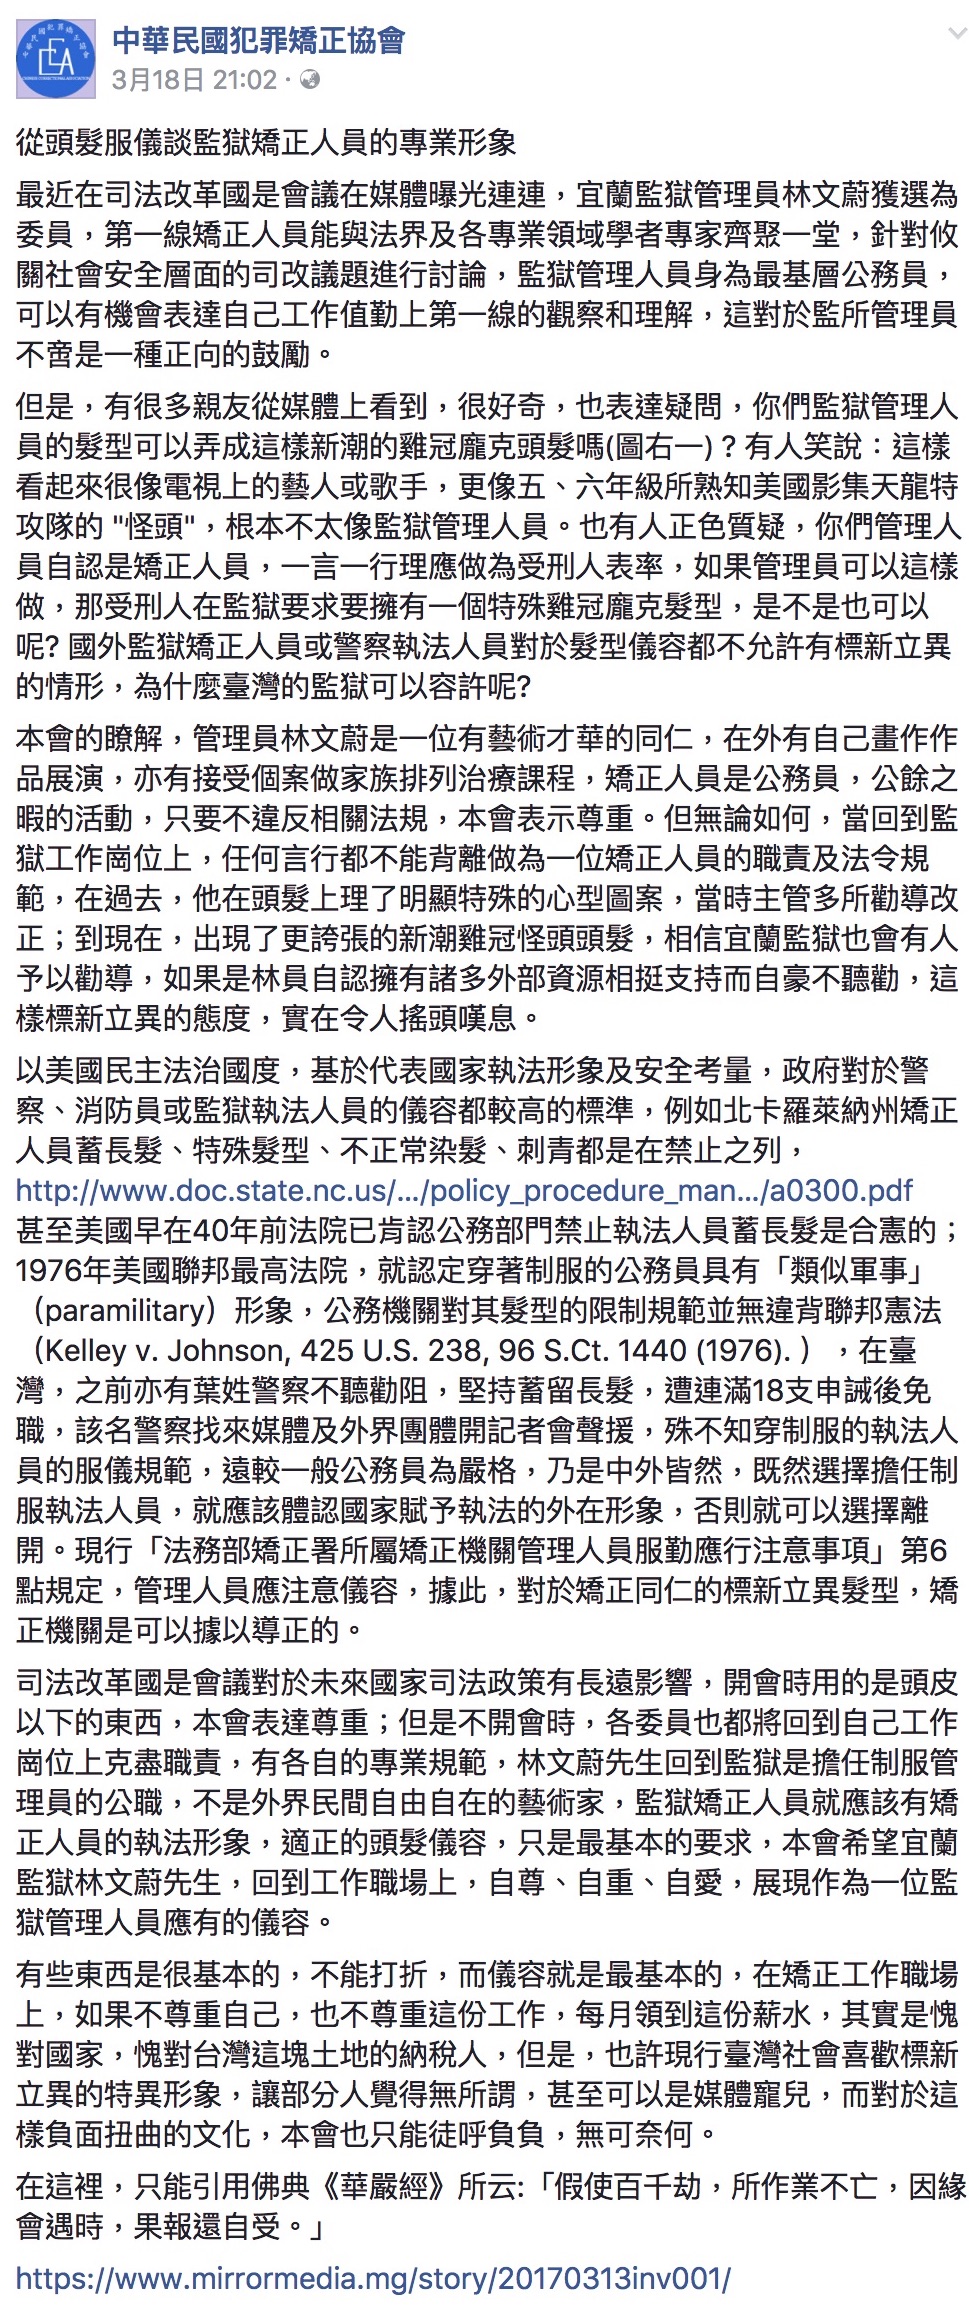 中華民國犯罪矯正協會
3月18日 21:02 ·
從頭髮服儀談監獄矯正人員的專業形象
最近在司法改革國是會議在媒體曝光連連，宜蘭監獄管理員林文蔚獲選為
委員，第一線矯正人員能與法界及各專業領域學者專家齊聚一堂，針對攸
關社會安全層面的司改議題進行討論，監獄管理人員身為最基層公務員，
可以有機會表達自己工作值勤上第一線的觀察和理解，這對於監所管理員
不啻是一種正向的鼓勵。
但是，有很多親友從媒體上看到，很好奇，也表達疑問，你們監獄管理人
員的髮型可以弄成這樣新潮的雞冠龐克頭髮嗎(圖右一)？有人笑說：這樣
看起來很像電視上的藝人或歌手，更像五、六年級所熟知美國影集天龍特
攻隊的 "怪頭"，根本不太像監獄管理人員。也有人正色質疑，你們管理人
員自認是矯正人員，一言一行理應做為受刑人表率，如果管理員可以這樣
做，那受刑人在監獄要求要擁有一個特殊雞冠龐克髮型，是不是也可以
呢? 國外監獄矯正人員或警察執法人員對於髮型儀容都不允許有標新立異
的情形，為什麼臺灣的監獄可以容許呢?
本會的瞭解，管理員林文蔚是一位有藝術才華的同仁，在外有自己畫作作
品展演，亦有接受個案做家族排列治療課程，矯正人員是公務員，公餘之
暇的活動，只要不違反相關法規，本會表示尊重。但無論如何，當回到監
獄工作崗位上，任何言行都不能背離做為一位矯正人員的職責及法令規
範，在過去，他在頭髮上理了明顯特殊的心型圖案，當時主管多所勸導改
正；到現在，出現了更誇張的新潮雞冠怪頭頭髮，相信宜蘭監獄也會有人
予以勸導，如果是林員自認擁有諸多外部資源相挺支持而自豪不聽勸，這
樣標新立異的態度，實在令人搖頭嘆息。
以美國民主法治國度，基於代表國家執法形象及安全考量，政府對於警
察、消防員或監獄執法人員的儀容都較高的標準，例如北卡羅萊納州矯正
人員蓄長髮、特殊髮型、不正常染髮、刺青都是在禁止之列，
http://www.doc.state.nc.us/.../policy_procedure_man.../a0300.pdf
甚至美國早在40年前法院已肯認公務部門禁止執法人員蓄長髮是合憲的；
1976年美國聯邦最高法院，就認定穿著制服的公務員具有「類似軍事」
（paramilitary）形象，公務機關對其髮型的限制規範並無違背聯邦憲法
（Kelley v. Johnson, 425 U.S. 238, 96 S.Ct. 1440 (1976). ），在臺
灣，之前亦有葉姓警察不聽勸阻，堅持蓄留長髮，遭連滿18支申誡後免
職，該名警察找來媒體及外界團體開記者會聲援，殊不知穿制服的執法人
員的服儀規範，遠較一般公務員為嚴格，乃是中外皆然，既然選擇擔任制
服執法人員，就應該體認國家賦予執法的外在形象，否則就可以選擇離
開。現行「法務部矯正署所屬矯正機關管理人員服勤應行注意事項」第6
點規定，管理人員應注意儀容，據此，對於矯正同仁的標新立異髮型，矯
正機關是可以據以導正的。
司法改革國是會議對於未來國家司法政策有長遠影響，開會時用的是頭皮
以下的東西，本會表達尊重；但是不開會時，各委員也都將回到自己工作
崗位上克盡職責，有各自的專業規範，林文蔚先生回到監獄是擔任制服管
理員的公職，不是外界民間自由自在的藝術家，監獄矯正人員就應該有矯
正人員的執法形象，適正的頭髮儀容，只是最基本的要求，本會希望宜蘭
監獄林文蔚先生，回到工作職場上，自尊、自重、自愛，展現作為一位監
獄管理人員應有的儀容。
有些東西是很基本的，不能打折，而儀容就是最基本的，在矯正工作職場
上，如果不尊重自己，也不尊重這份工作，每月領到這份薪水，其實是愧
對國家，愧對台灣這塊土地的納稅人，但是，也許現行臺灣社會喜歡標新
立異的特異形象，讓部分人覺得無所謂，甚至可以是媒體寵兒，而對於這
樣負面扭曲的文化，本會也只能徒呼負負，無可奈何。
在這裡，只能引用佛典《華嚴經》所云:「假使百千劫，所作業不亡，因緣
會遇時，果報還自受。」
https://www.mirrormedia.mg/story/20170313inv001/